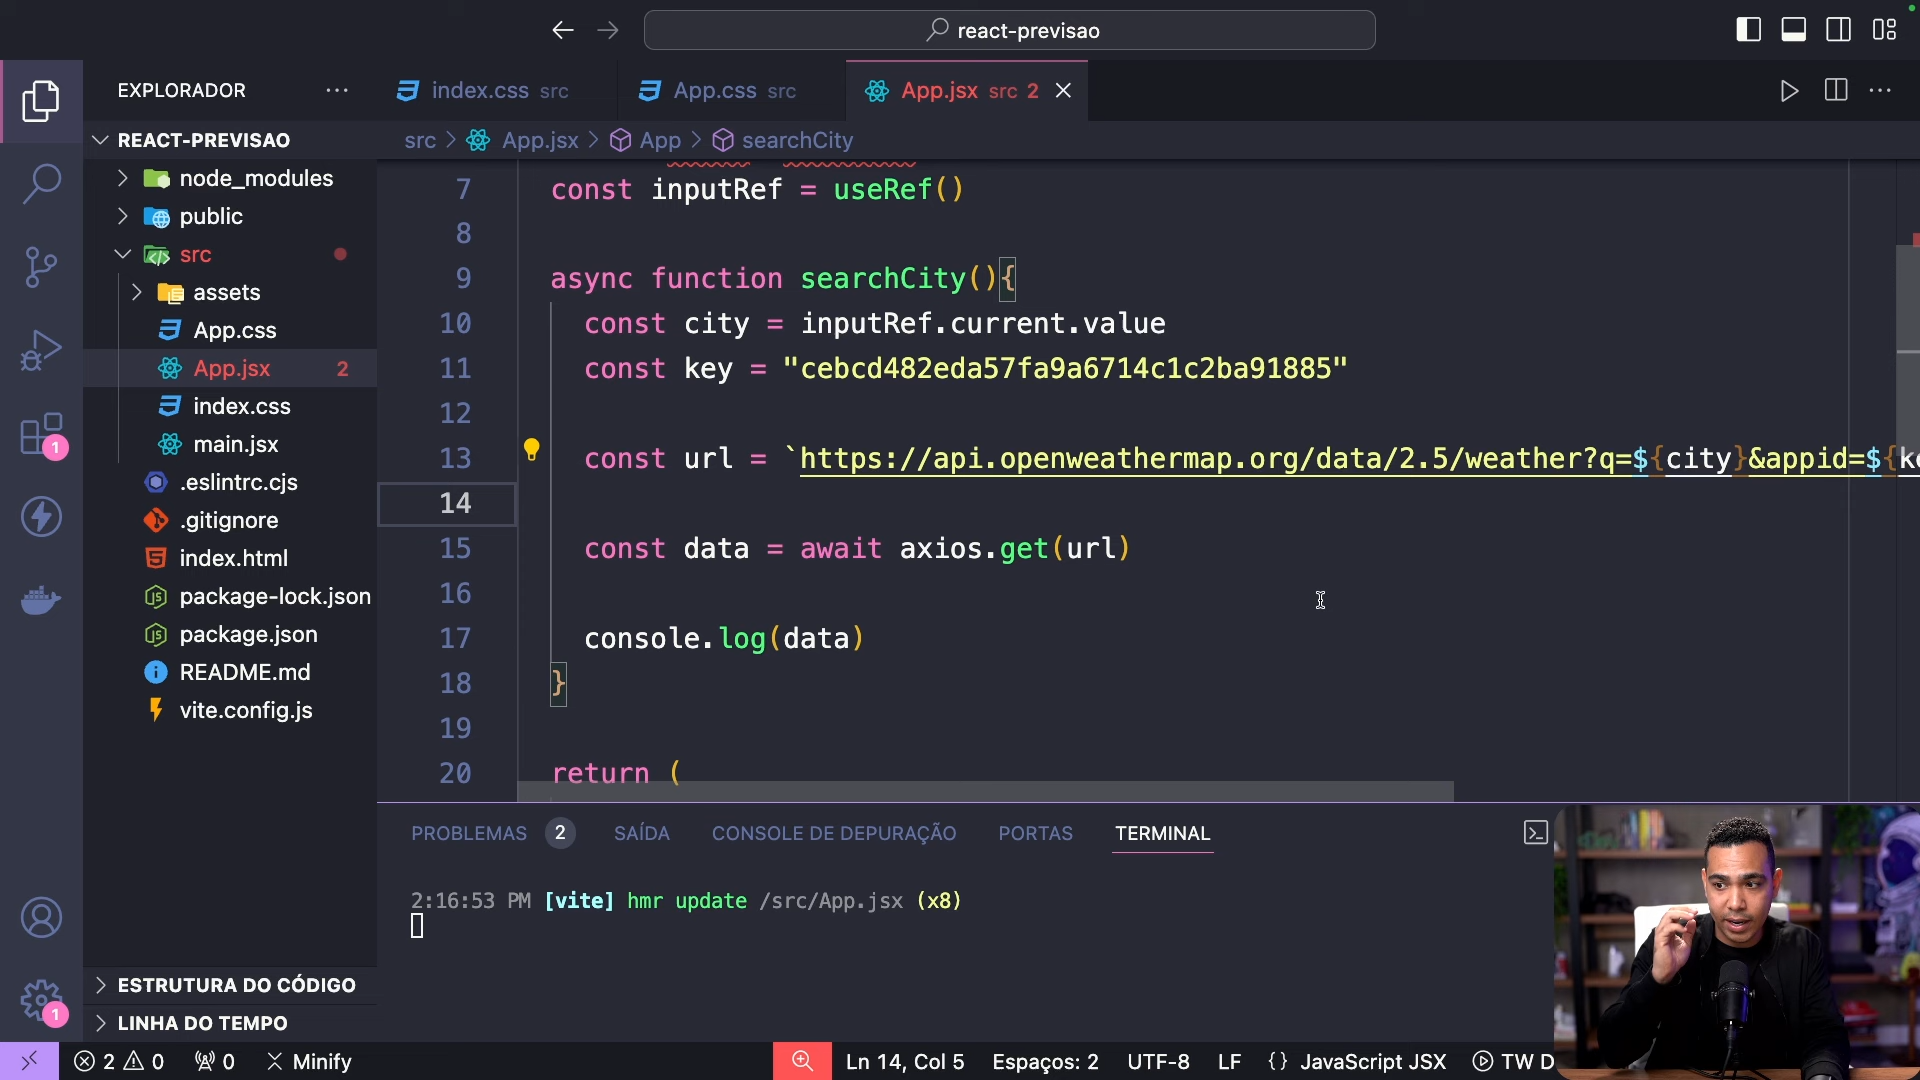 react-previsao
EXPLORADOR
index.css src
App.css src
App.jsx src 2
REACT-PREVISAO
src > App.jsx > App > searchCity
node_modules
public
src
assets
App.css
App.jsx 2
index.css
main.jsx
.eslintrc.cjs
.gitignore
index.html
package-lock.json
package.json
README.md
vite.config.js
7 const inputRef = useRef()
8
9 async function searchCity(){
10 const city = inputRef.current.value
11 const key = "cebcd482eda57fa9a6714c1c2ba91885"
12
13 const url = `https://api.openweathermap.org/data/2.5/weather?q=${city}&appid=${ke
14
15 const data = await axios.get(url)
16
17 console.log(data)
18 }
19
20 return (
1
1
PROBLEMAS 2 SAÍDA CONSOLE DE DEPURAÇÃO PORTAS TERMINAL
2:16:53 PM [vite] hmr update /src/App.jsx (x8)
ESTRUTURA DO CÓDIGO
LINHA DO TEMPO
2 0 0 Minify Ln 14, Col 5 Espaços: 2 UTF-8 LF {} JavaScript JSX TW D